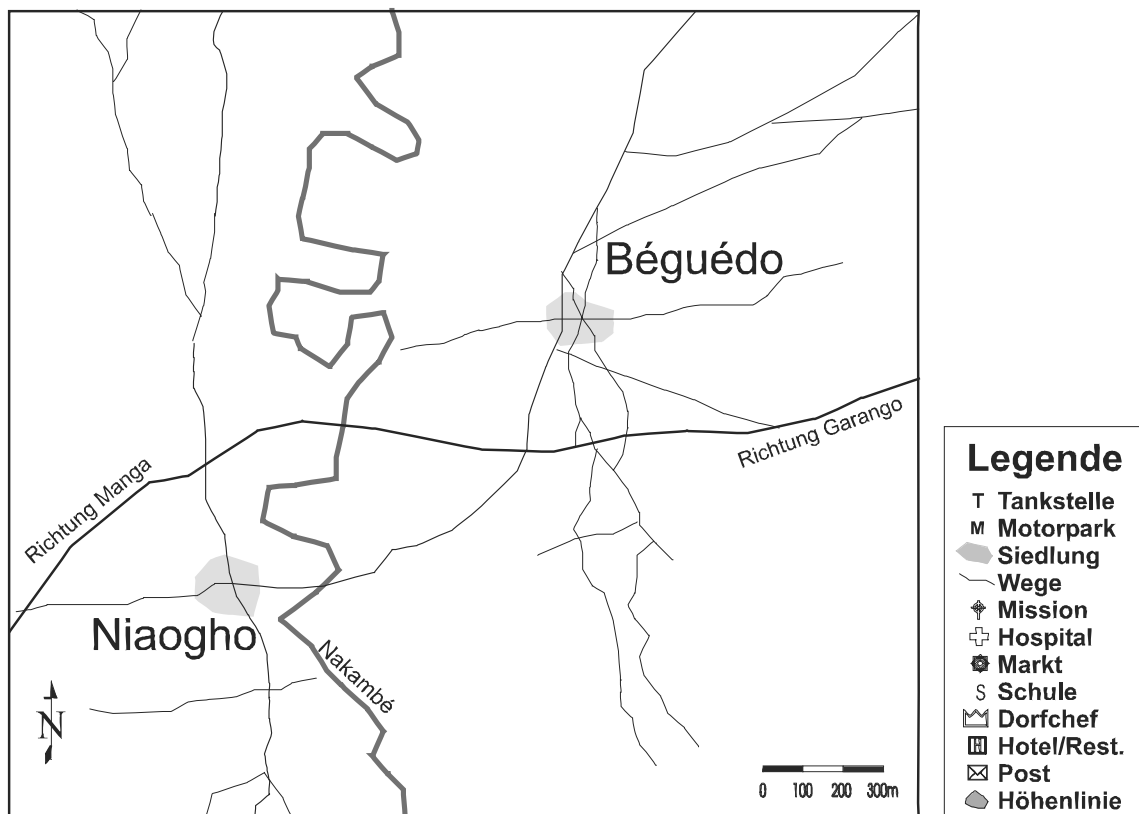 Béguédo
Richtung Garango
Richtung Manga
Niaogho
Nakambé
N
0 100 200 300m
Legende
T Tankstelle
M Motorpark
Siedlung
Wege
Mission
Hospital
Markt
S Schule
Dorfchef
H Hotel/Rest.
Post
Höhenlinie